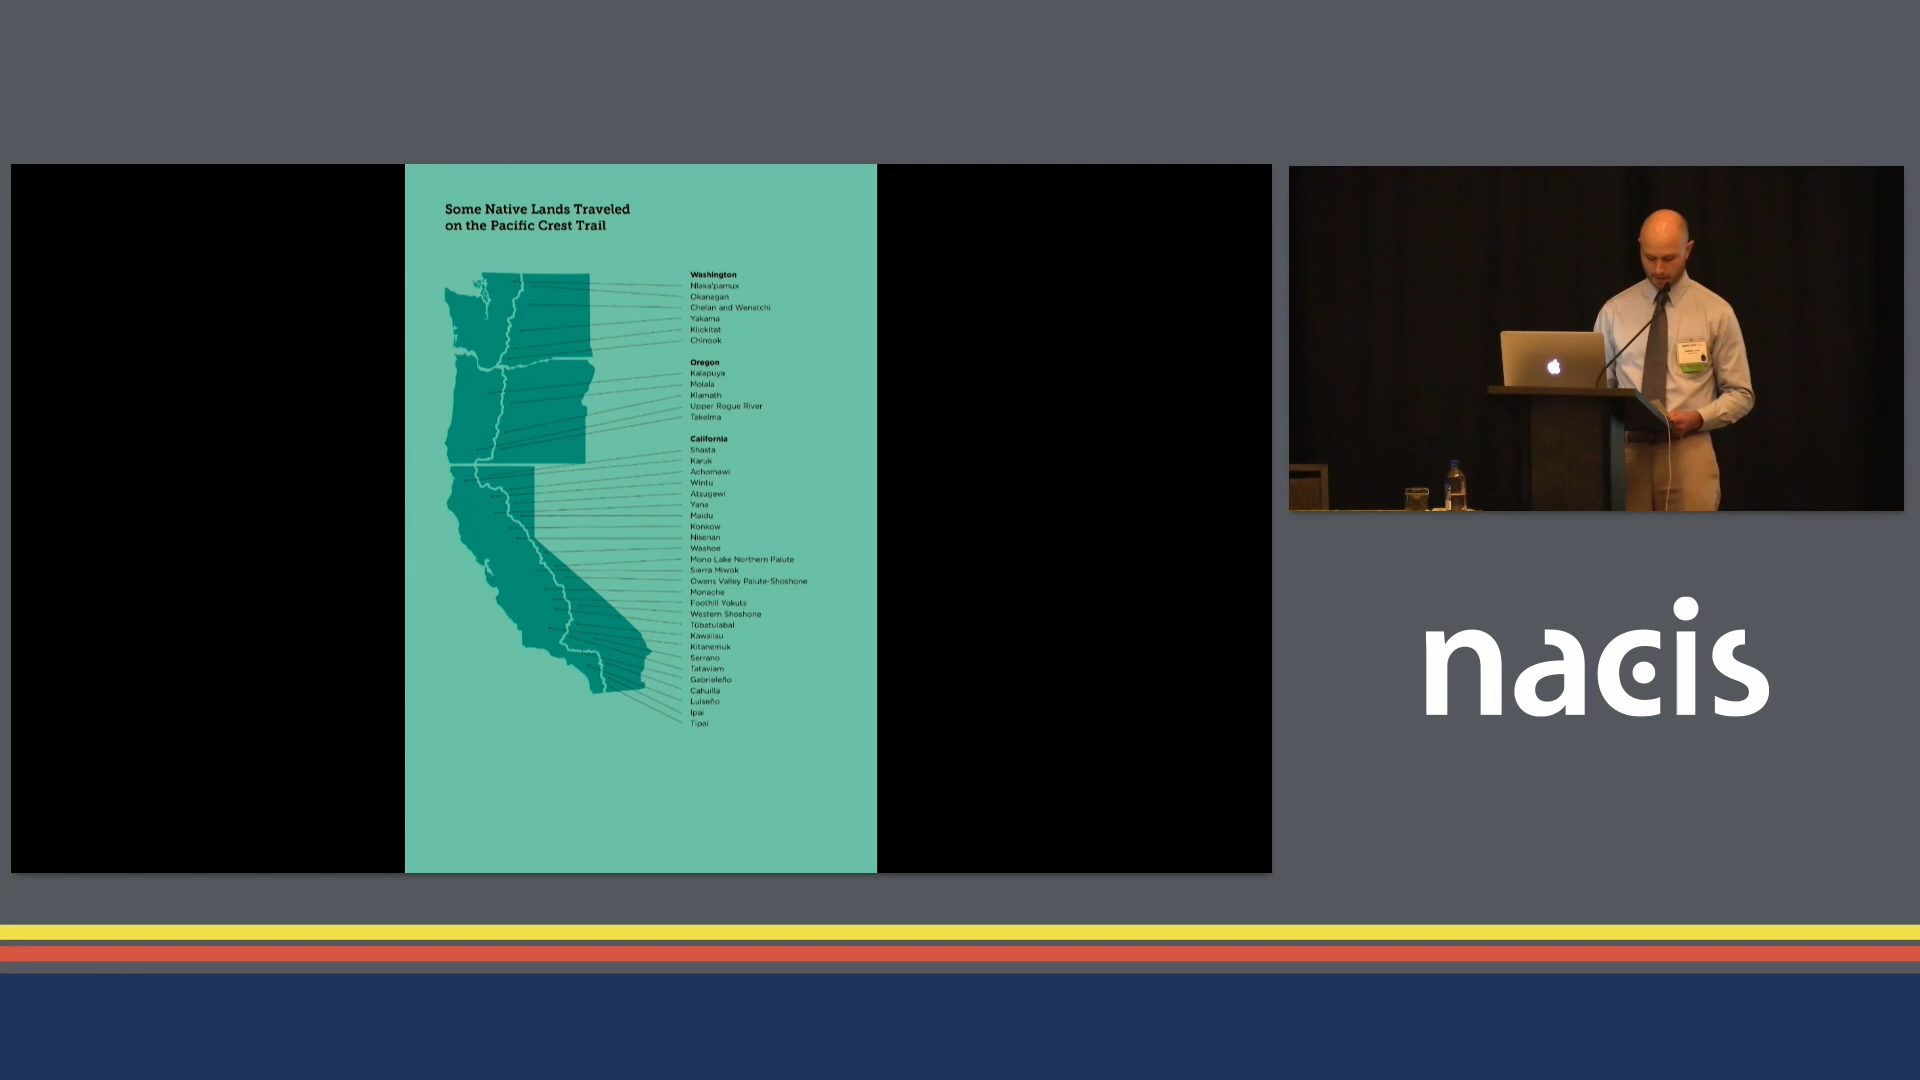 Some Native Lands Traveled
on the Pacific Crest Trail
Washington
Nlaka'pamux
Okanagan
Chelan and Wenatchi
Yakama
Klickitat
Chinook
Oregon
Kalapuya
Molala
Klamath
Upper Rogue River
Takelma
California
Shasta
Karuk
Achomawi
Wintu
Atsugewi
Yana
Maidu
Konkow
Nisenan
Washoe
Mono Lake Northern Paiute
Sierra Miwok
Owens Valley Paiute-Shoshone
Monache
Foothill Yokuts
Western Shoshone
Tübatulabal
Kawaiisu
Kitanemuk
Serrano
Tataviam
Gabrieleño
Cahuilla
Luiseño
Ipai
Tipai
nacis